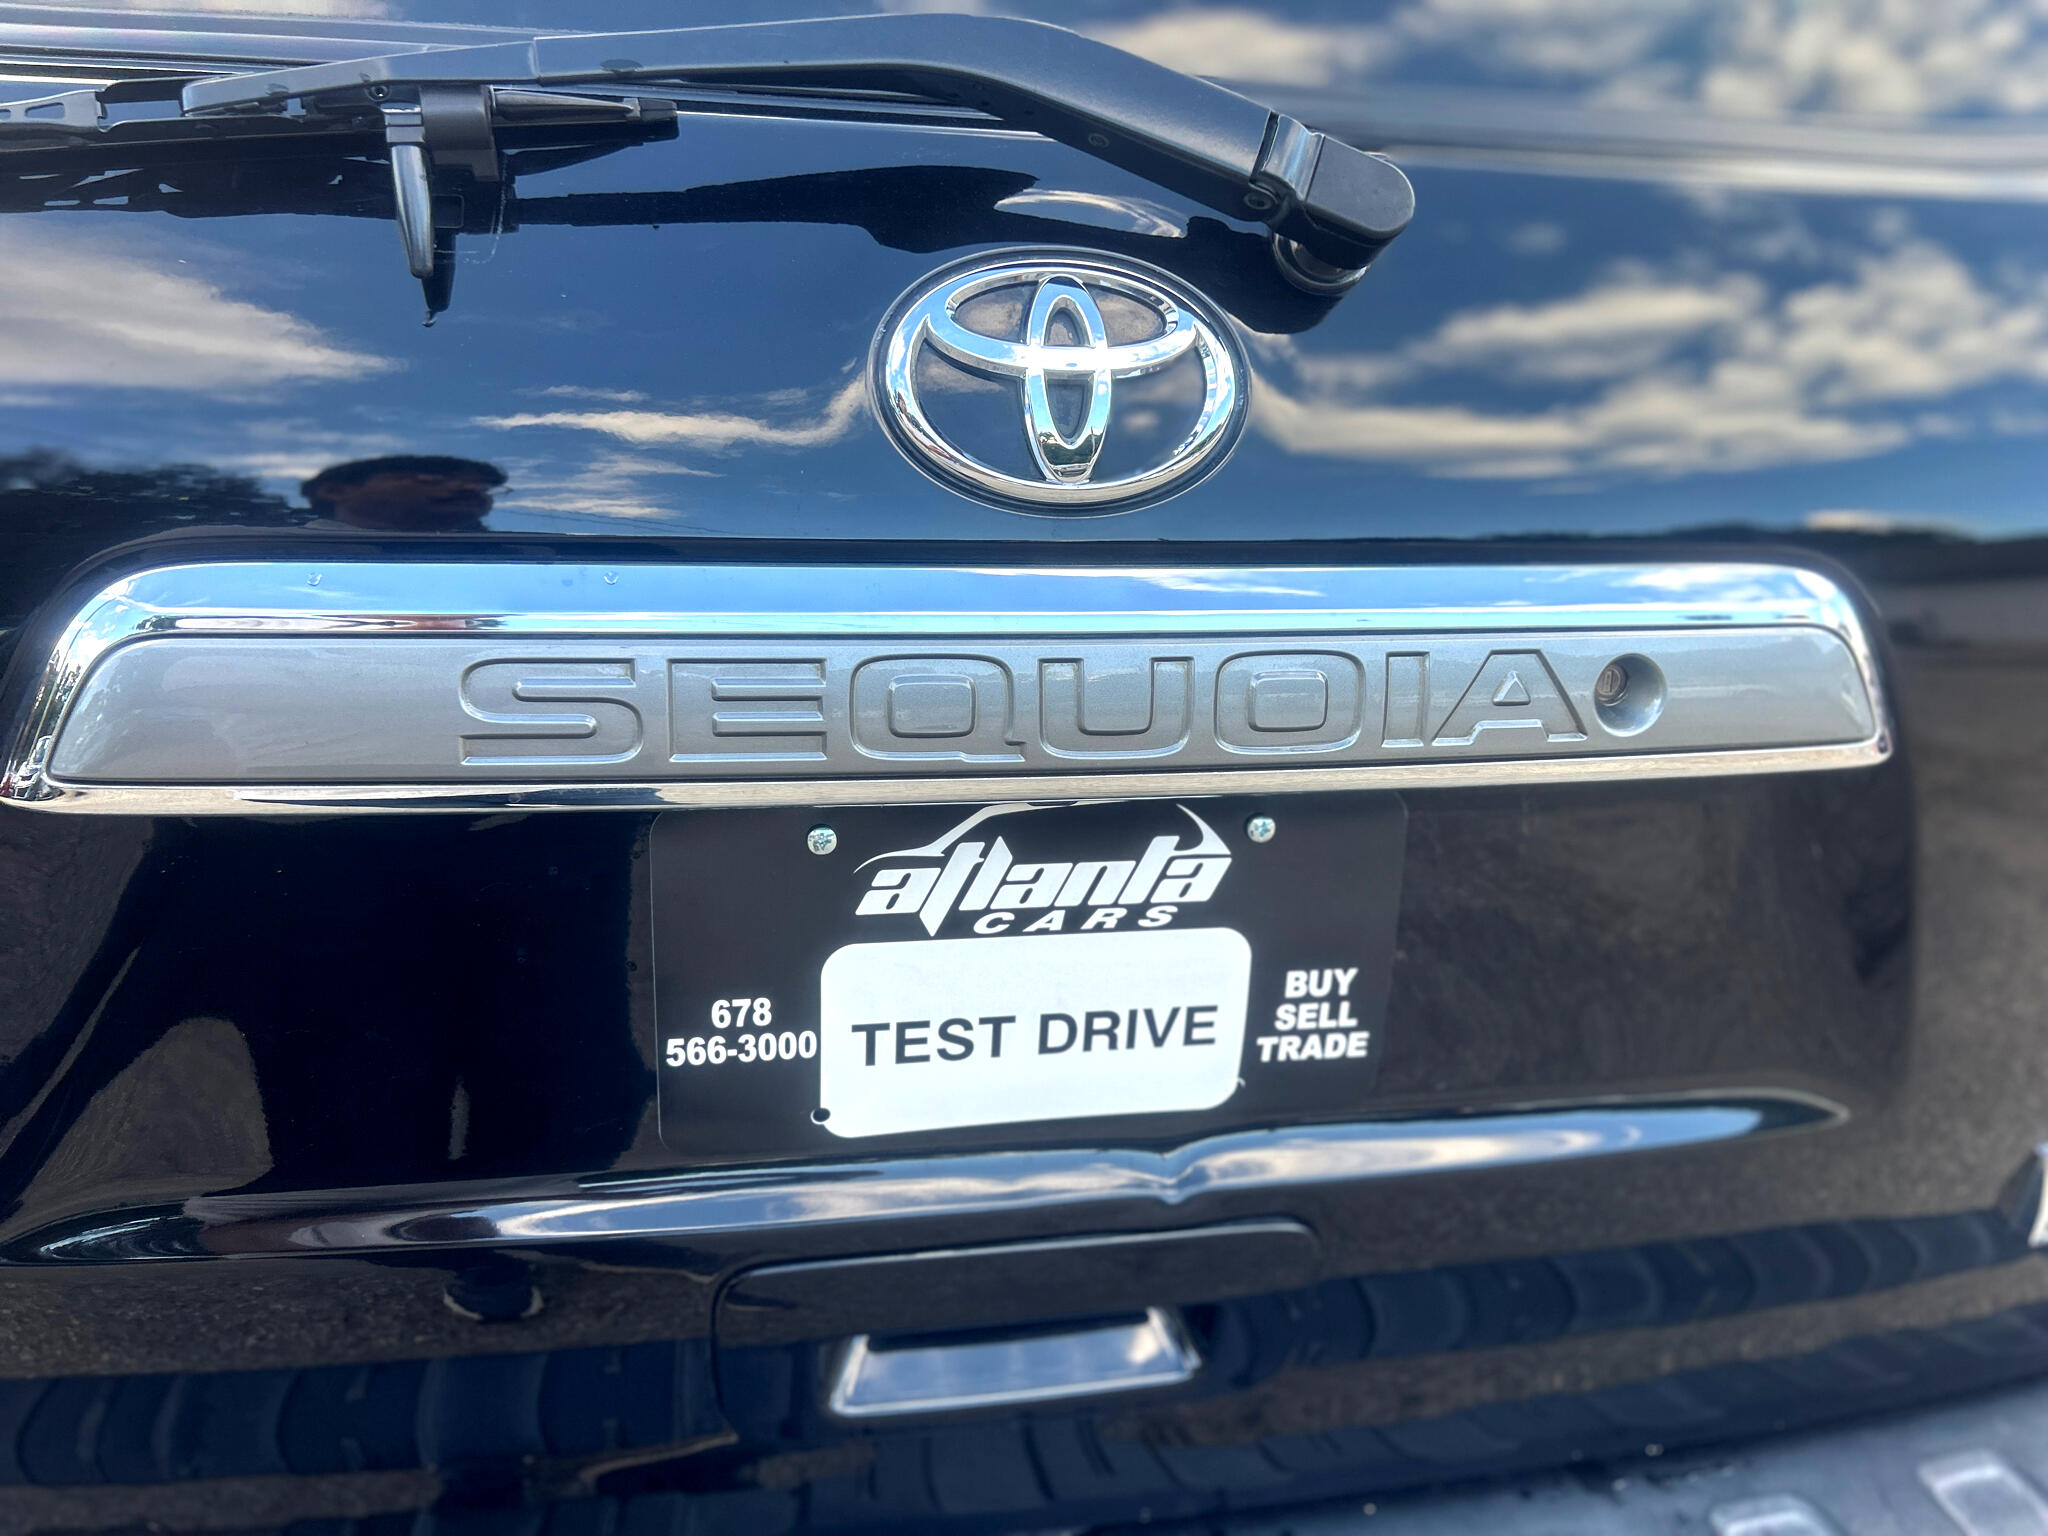 SEQUOIA
atlanta
CARS
678
566-3000
TEST DRIVE
BUY
SELL
TRADE